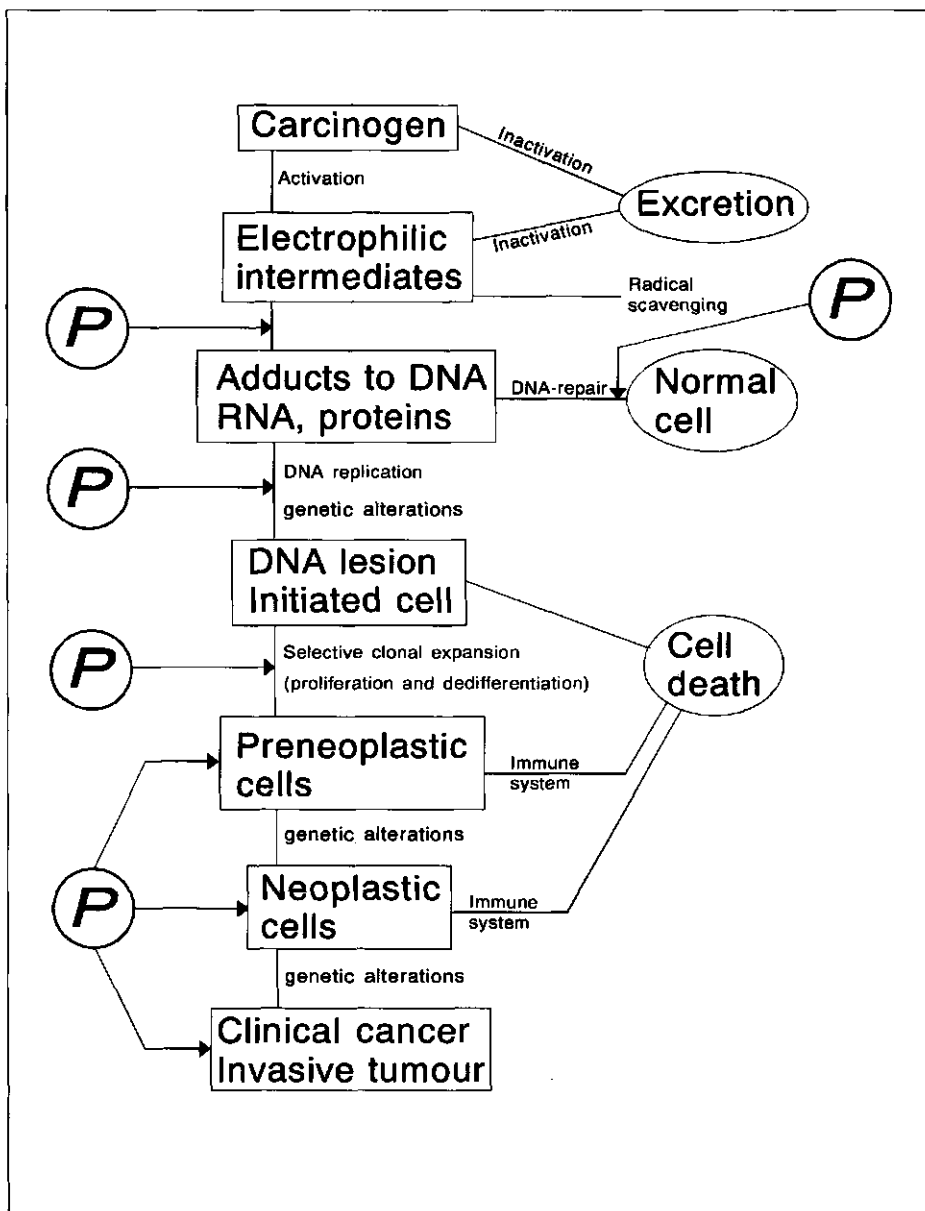 Carcinogen
Inactivation
Activation
Excretion
Electrophilic
intermediates
Inactivation
Radical
scavenging
P
P
Adducts to DNA
RNA, proteins
DNA-repair
Normal
cell
P
DNA replication
genetic alterations
DNA lesion
Initiated cell
P
Selective clonal expansion
(proliferation and dedifferentiation)
Cell
death
Preneoplastic
cells
Immune
system
genetic alterations
P
Neoplastic
cells
Immune
system
genetic alterations
Clinical cancer
Invasive tumour